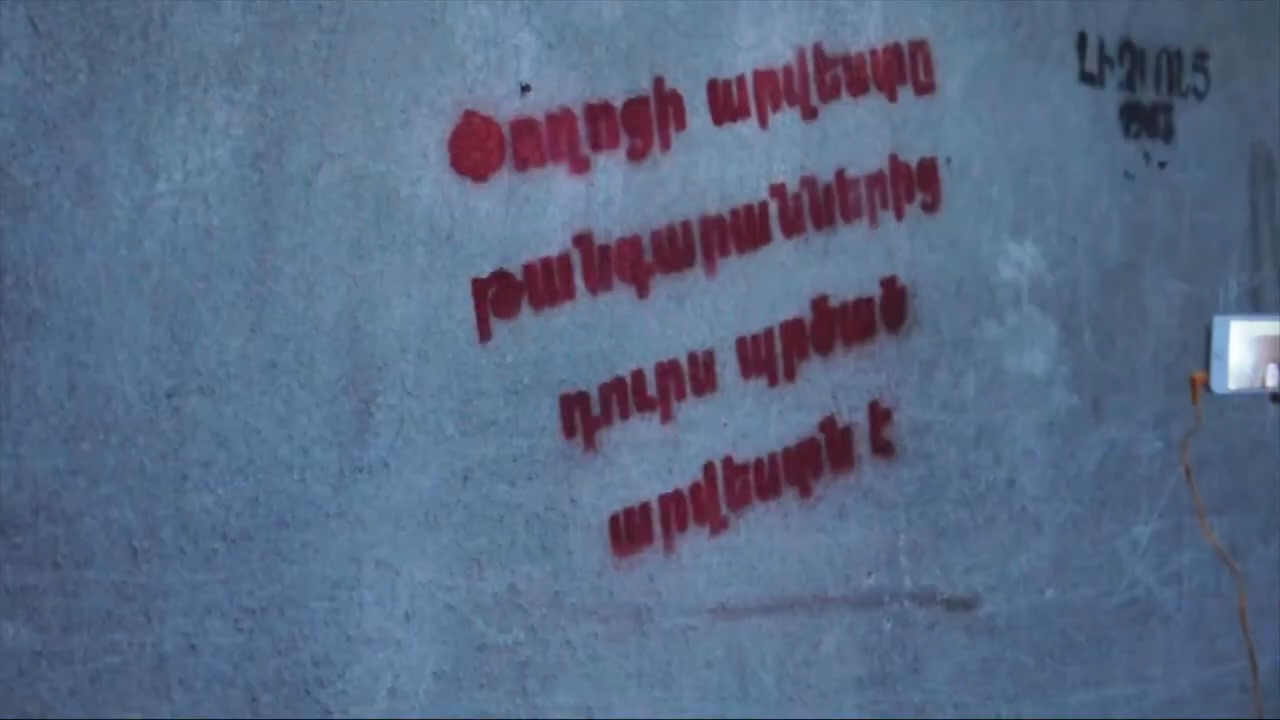 Փողոցի արվեստը
թանգարաններից
դուրս պրծած
արվեստն է